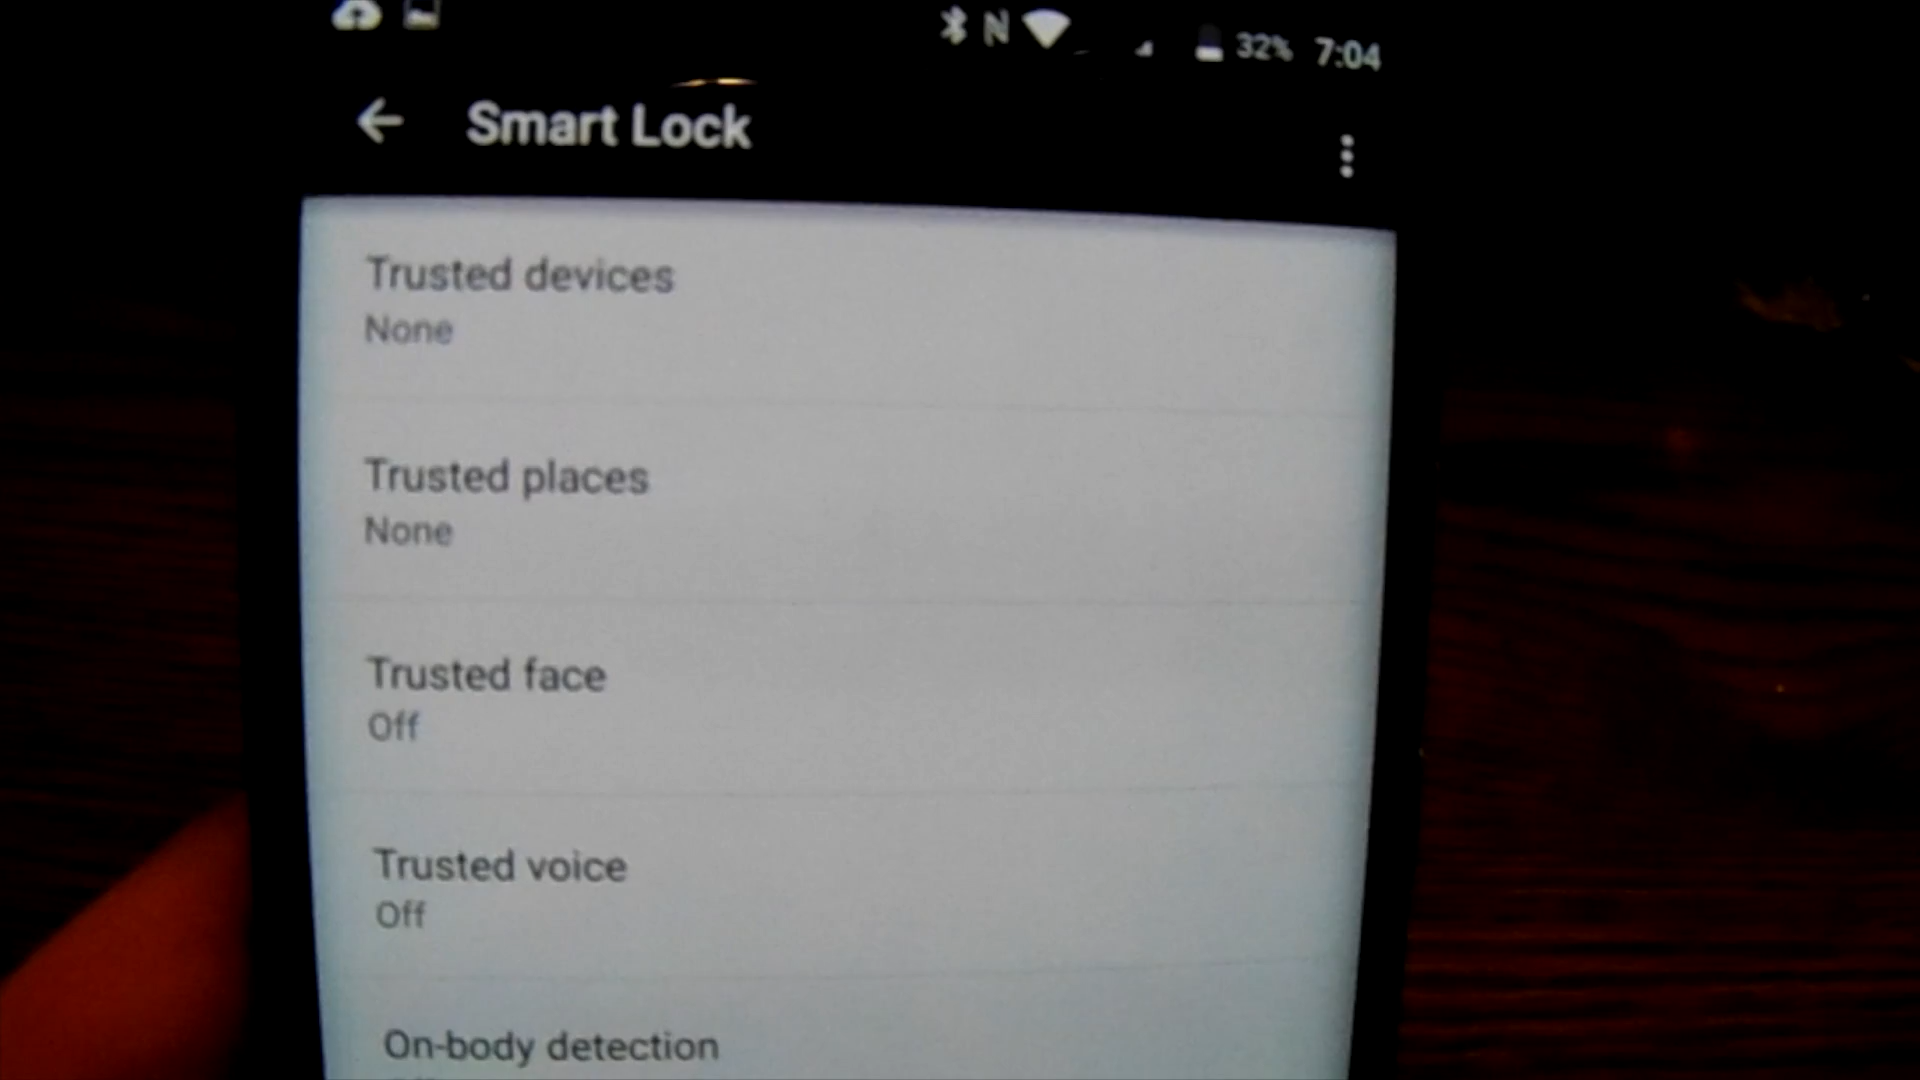 32% 7:04
Smart Lock
Trusted devices
None
Trusted places
None
Trusted face
Off
Trusted voice
Off
On-body detection